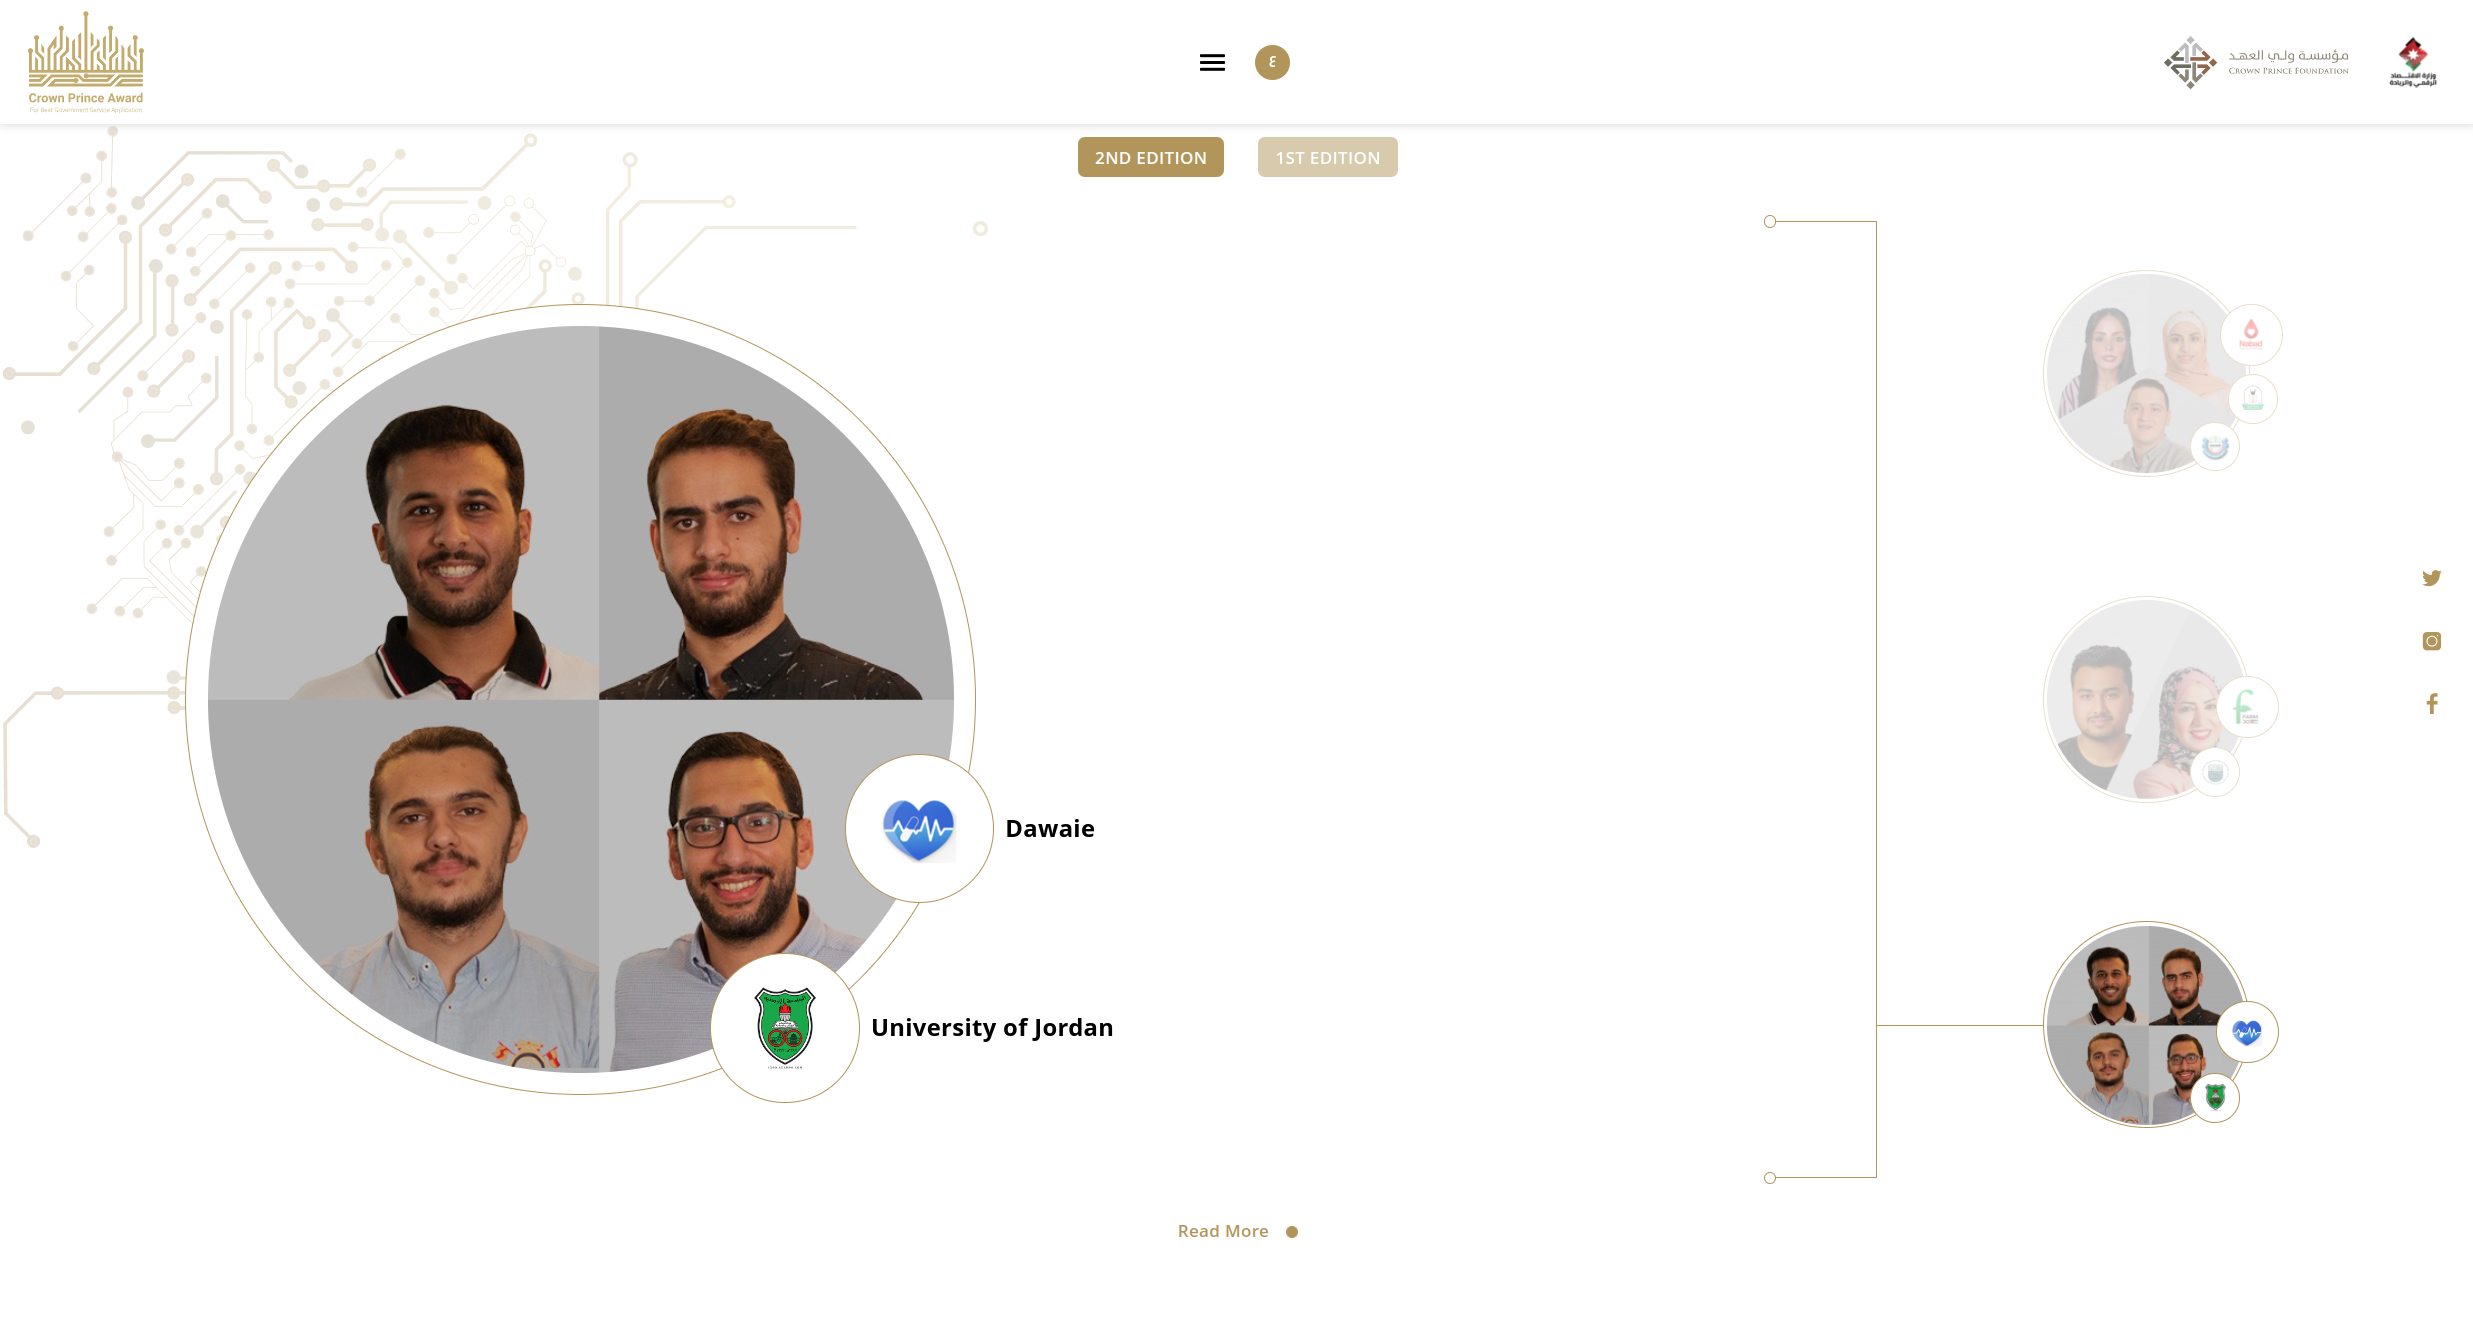 Crown Prince Award
For Best Government Service Application
ع
مؤسسة ولي العهد
CROWN PRINCE FOUNDATION
وزارة الاقتصاد
الرقمي والريادة
2ND EDITION
1ST EDITION
Nabad
Dawaie
University of Jordan
Read More